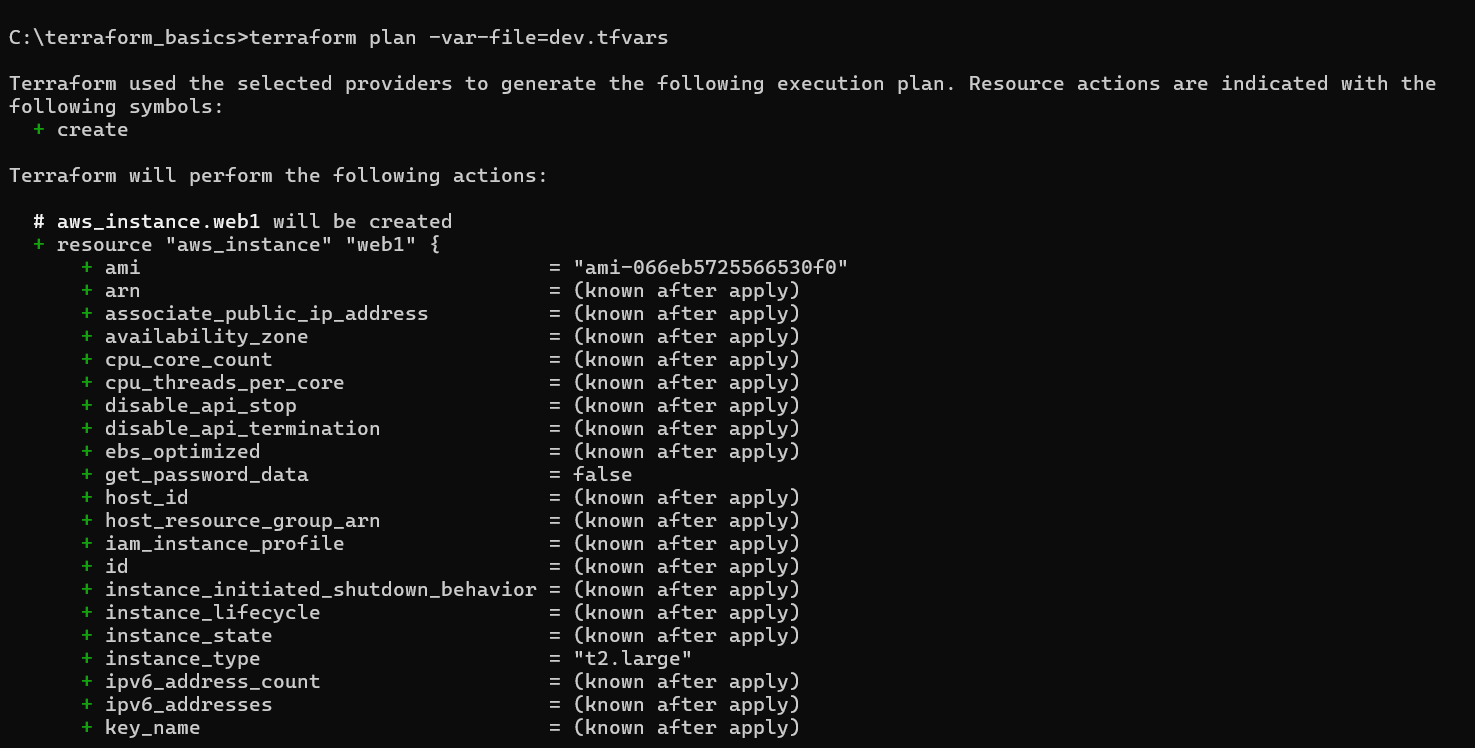 C:\terraform_basics>terraform plan -var-file=dev.tfvars
Terraform used the selected providers to generate the following execution plan. Resource actions are indicated with the
following symbols:
  + create
Terraform will perform the following actions:
  # aws_instance.web1 will be created
  + resource "aws_instance" "web1" {
      + ami                                  = "ami-066eb5725566530f0"
      + arn                                  = (known after apply)
      + associate_public_ip_address          = (known after apply)
      + availability_zone                    = (known after apply)
      + cpu_core_count                       = (known after apply)
      + cpu_threads_per_core                 = (known after apply)
      + disable_api_stop                     = (known after apply)
      + disable_api_termination              = (known after apply)
      + ebs_optimized                        = (known after apply)
      + get_password_data                    = false
      + host_id                              = (known after apply)
      + host_resource_group_arn              = (known after apply)
      + iam_instance_profile                 = (known after apply)
      + id                                   = (known after apply)
      + instance_initiated_shutdown_behavior = (known after apply)
      + instance_lifecycle                   = (known after apply)
      + instance_state                       = (known after apply)
      + instance_type                        = "t2.large"
      + ipv6_address_count                   = (known after apply)
      + ipv6_addresses                       = (known after apply)
      + key_name                             = (known after apply)